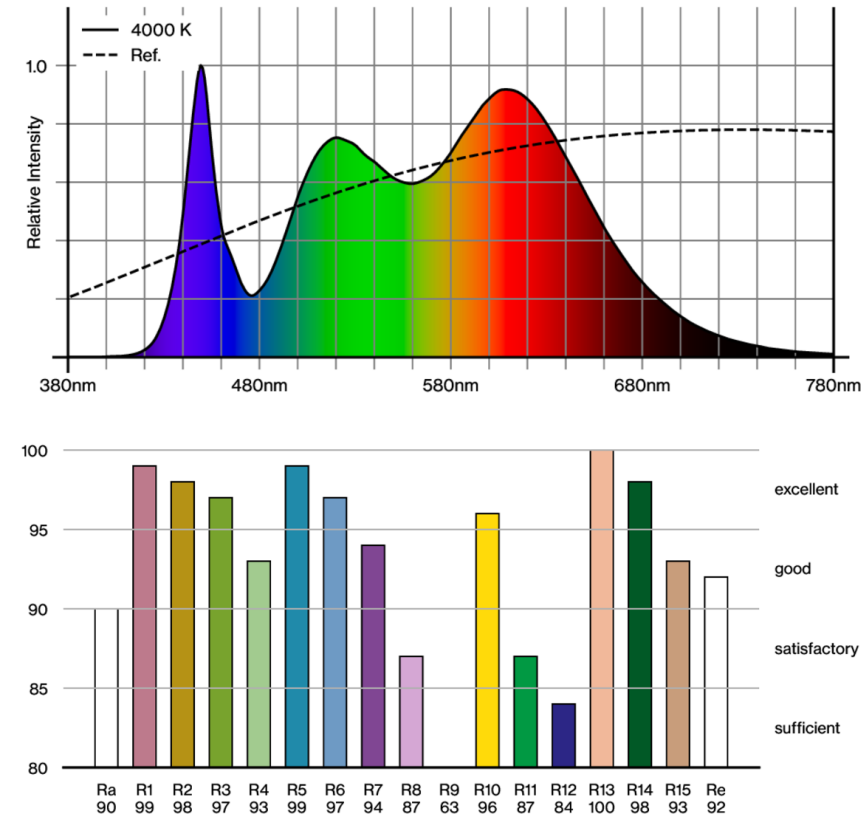 4000 K
Ref.
1.0
Relative Intensity
380nm 480nm 580nm 680nm 780nm
100
excellent
95
good
90
satisfactory
85
sufficient
80
Ra R1 R2 R3 R4 R5 R6 R7 R8 R9 R10 R11 R12 R13 R14 R15 Re
90 99 98 97 93 99 97 94 87 63 96 87 84 100 98 93 92